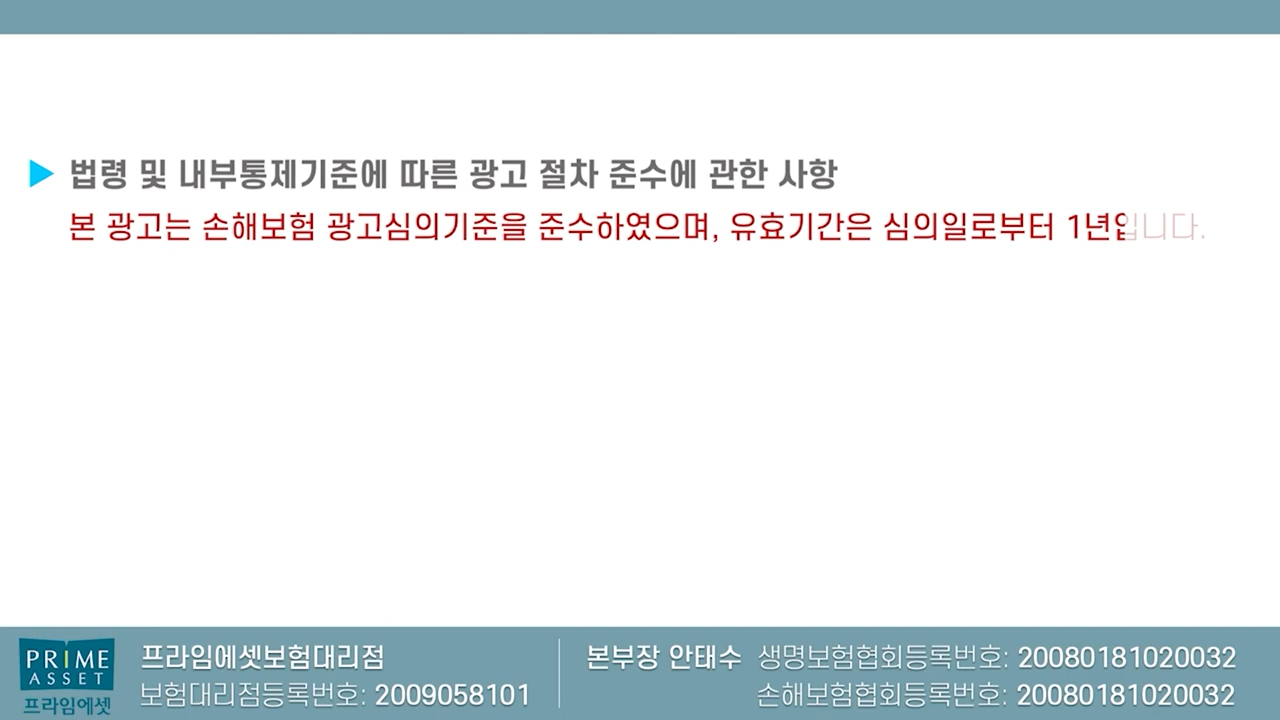 ▶ 법령 및 내부통제기준에 따른 광고 절차 준수에 관한 사항
본 광고는 손해보험 광고심의기준을 준수하였으며, 유효기간은 심의일로부터 1년입니다.
PRIME
ASSET
프라임에셋
프라임에셋보험대리점
보험대리점등록번호: 2009058101
본부장 안태수 생명보험협회등록번호: 20080181020032
손해보험협회등록번호: 20080181020032